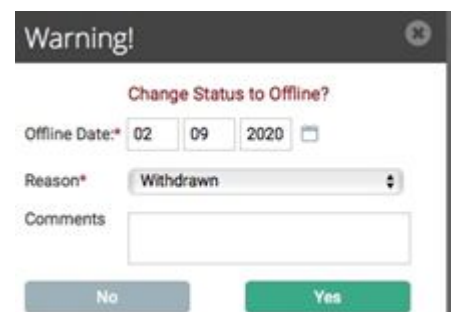 Warning!
Change Status to Offline?
Offline Date:* 02 09 2020
Reason* Withdrawn
Comments
No Yes